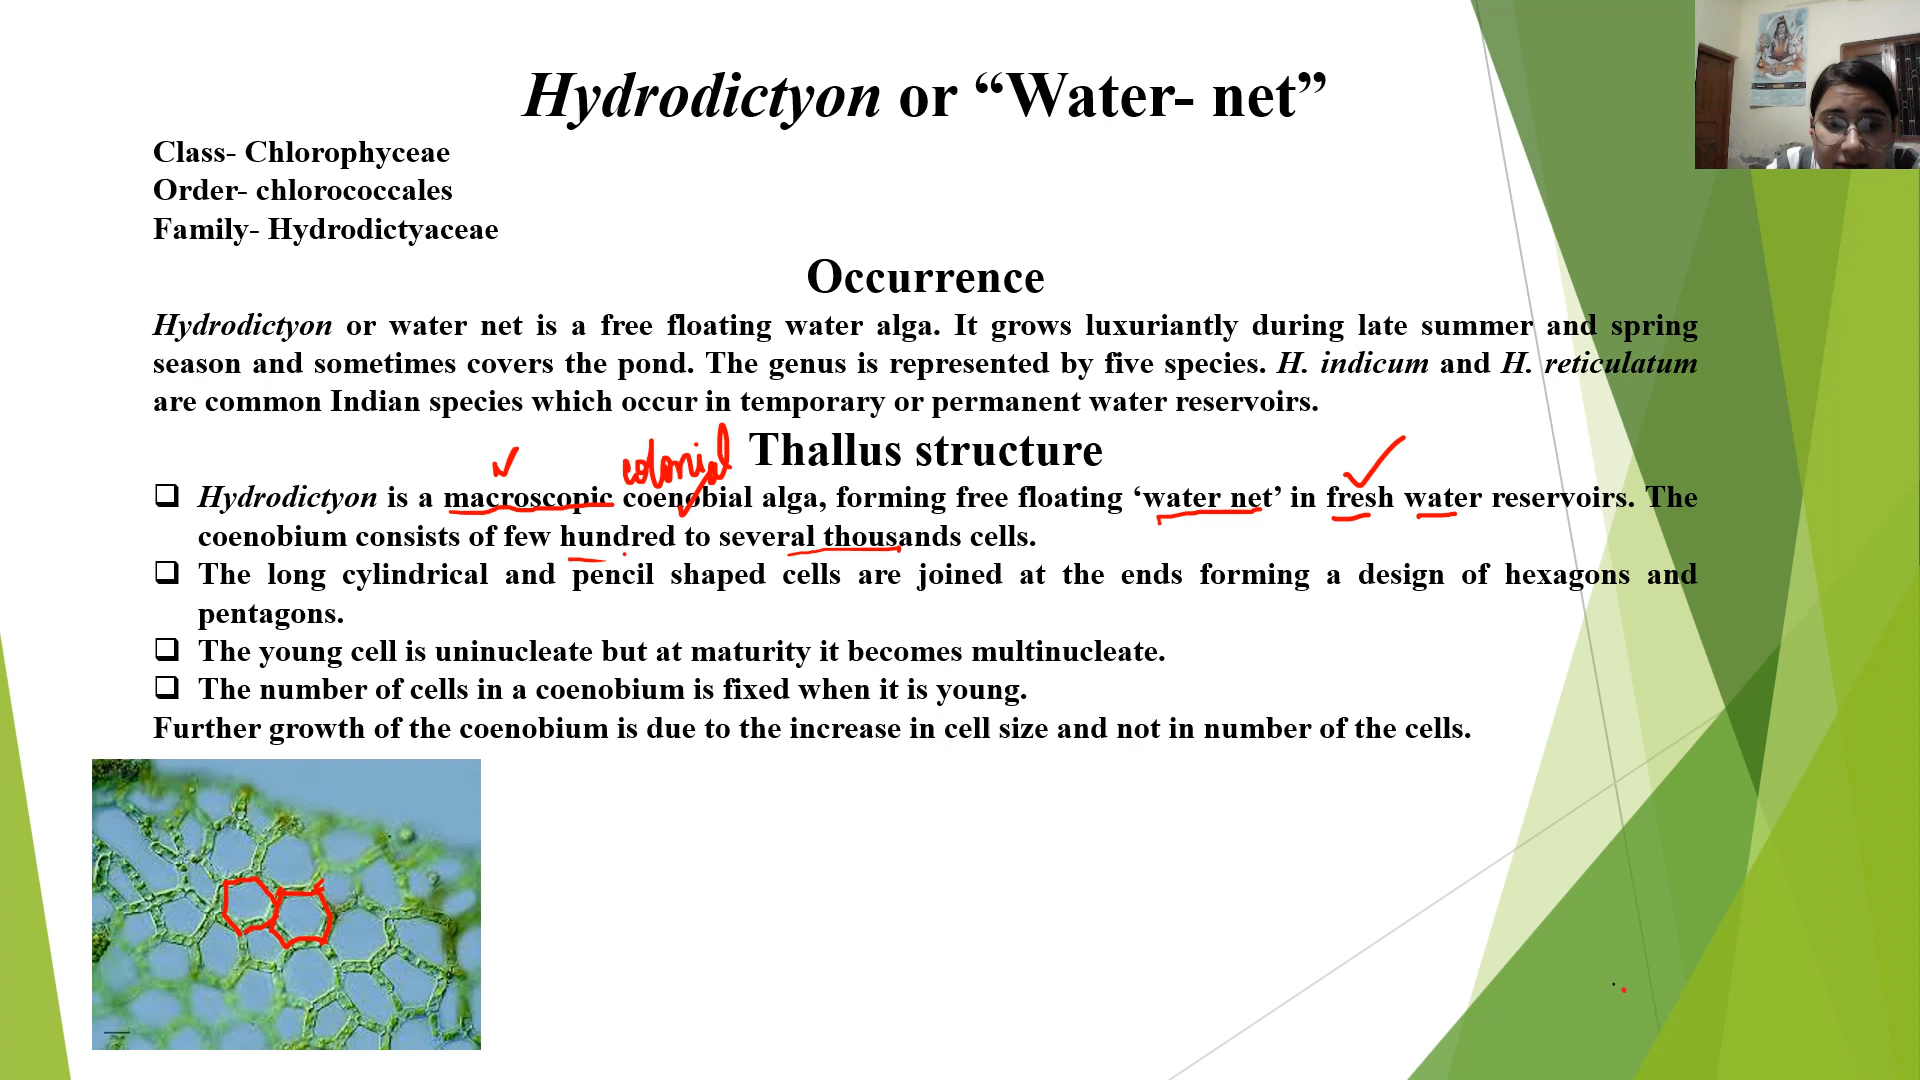 Hydrodictyon or “Water- net”
Class- Chlorophyceae
Order- chlorococcales
Family- Hydrodictyaceae
Occurrence
Hydrodictyon or water net is a free floating water alga. It grows luxuriantly during late summer and spring
season and sometimes covers the pond. The genus is represented by five species. H. indicum and H. reticulatum
are common Indian species which occur in temporary or permanent water reservoirs.
Thallus structure
colonial
❑ Hydrodictyon is a macroscopic coenobial alga, forming free floating ‘water net’ in fresh water reservoirs. The
coenobium consists of few hundred to several thousands cells.
❑ The long cylindrical and pencil shaped cells are joined at the ends forming a design of hexagons and
pentagons.
❑ The young cell is uninucleate but at maturity it becomes multinucleate.
❑ The number of cells in a coenobium is fixed when it is young.
Further growth of the coenobium is due to the increase in cell size and not in number of the cells.